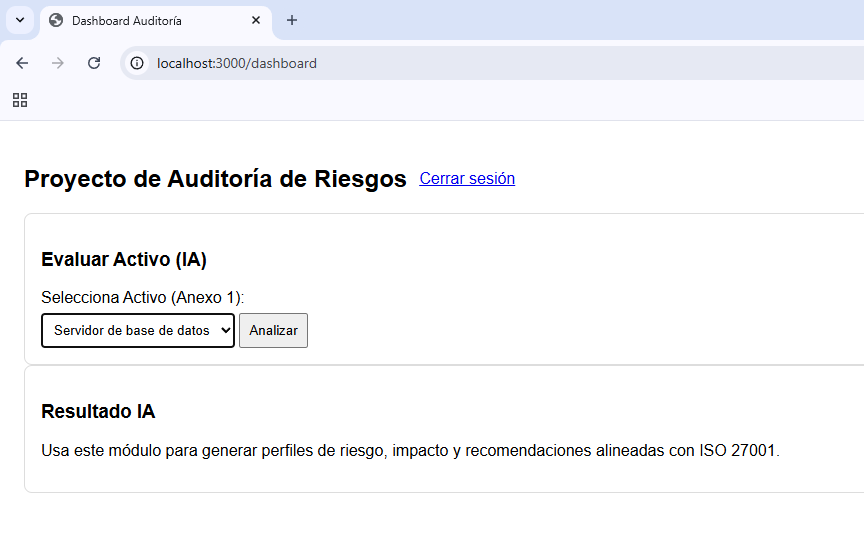 Dashboard Auditoría
localhost:3000/dashboard
Proyecto de Auditoría de Riesgos Cerrar sesión
Evaluar Activo (IA)
Selecciona Activo (Anexo 1):
Servidor de base de datos Analizar
Resultado IA
Usa este módulo para generar perfiles de riesgo, impacto y recomendaciones alineadas con ISO 27001.